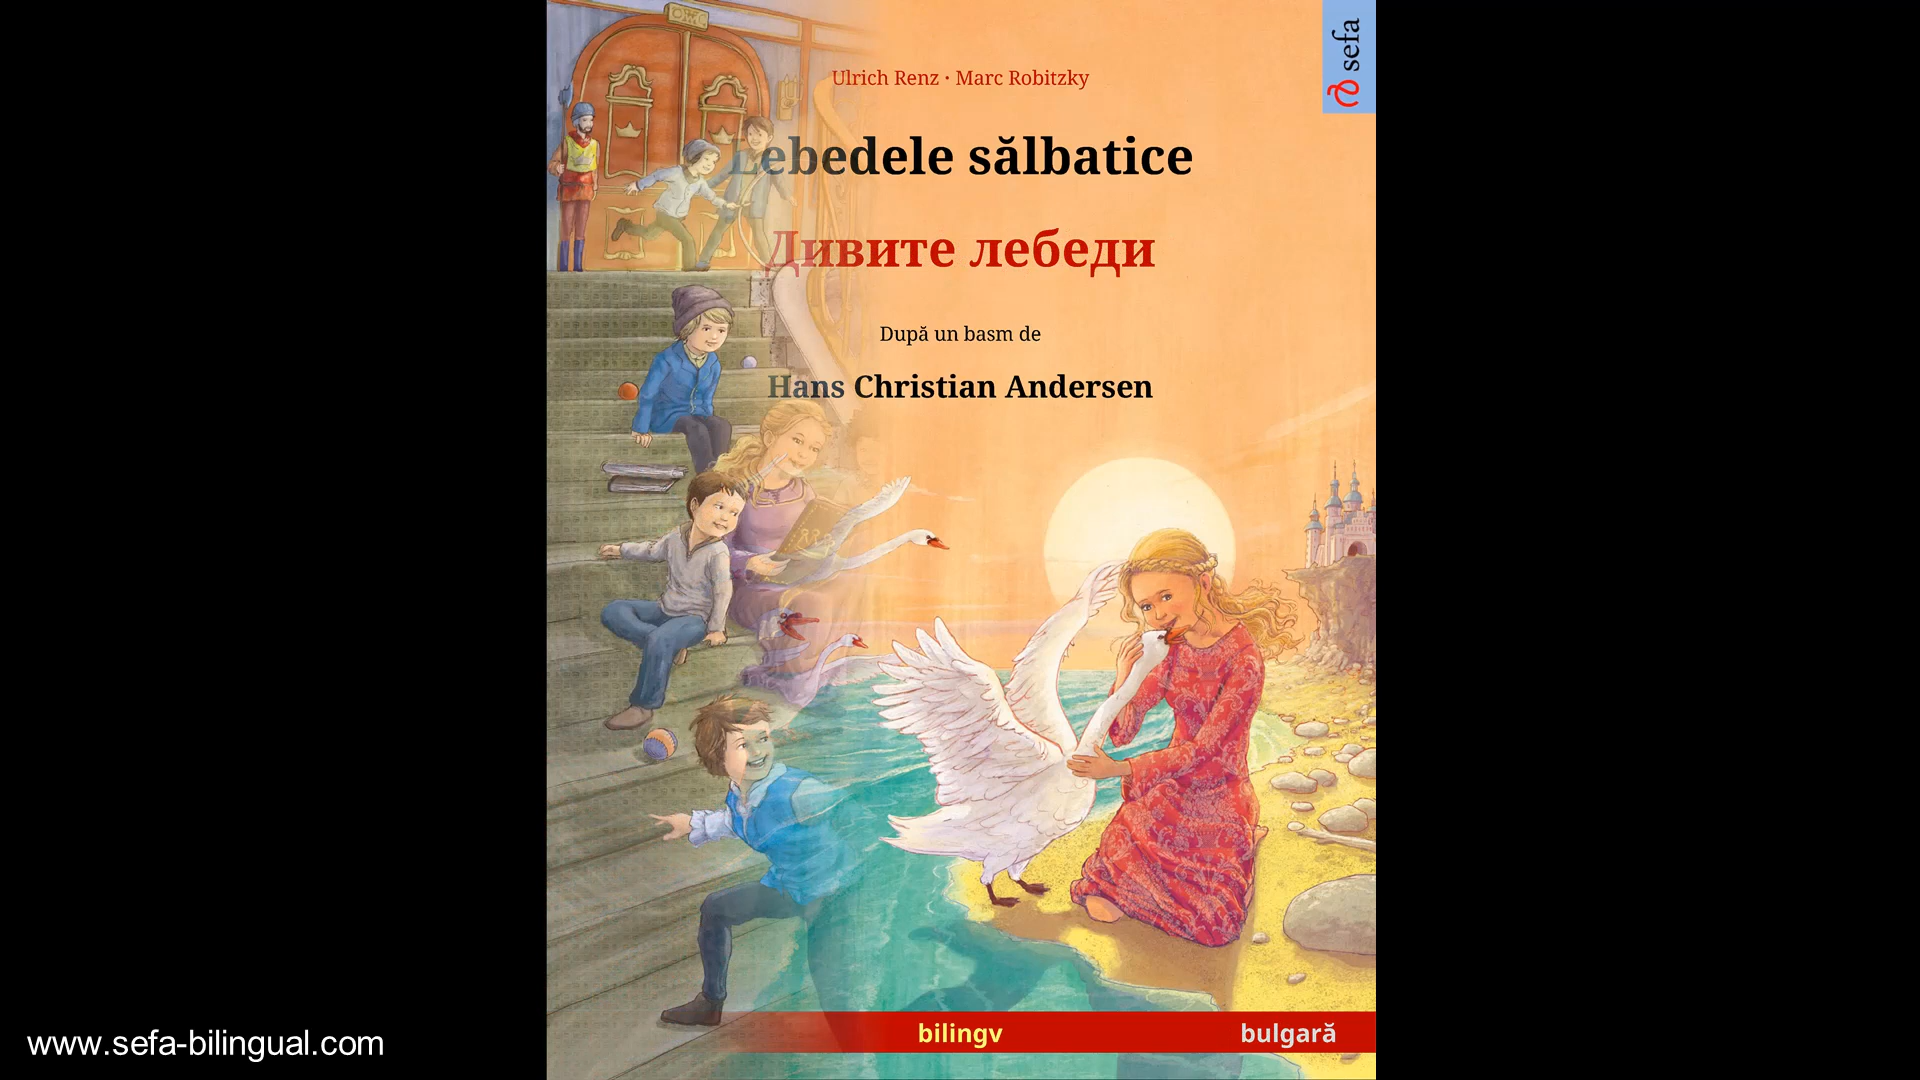 sefa
Ulrich Renz · Marc Robitzky
Lebedele sălbatice
Дивите лебеди
După un basm de
Hans Christian Andersen
bilingv
bulgară
www.sefa-bilingual.com